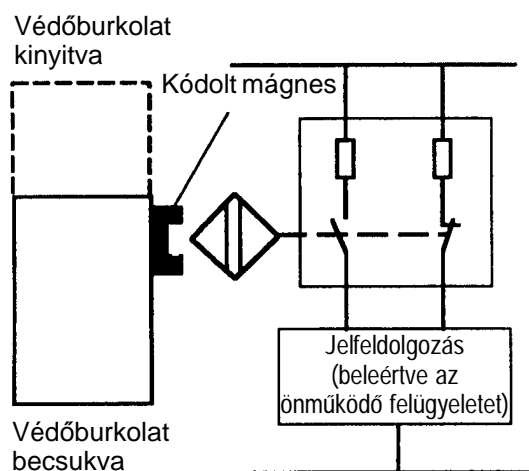 Védőburkolat
kinyitva
Kódolt mágnes
Jelfeldolgozás
(beleértve az
önműködő felügyeletet)
Védőburkolat
becsukva